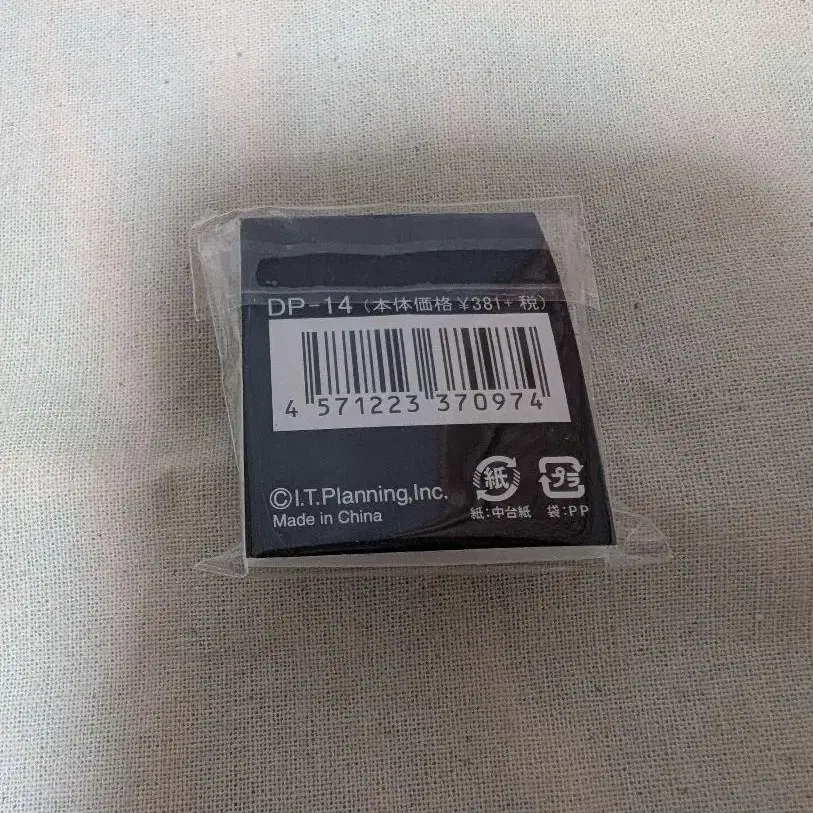 DP-14 (本体価格 ¥381+ 税)
4 571223 370974
紙 プラ
©I.T.Planning,Inc.
Made in China
紙:中台紙 袋:PP